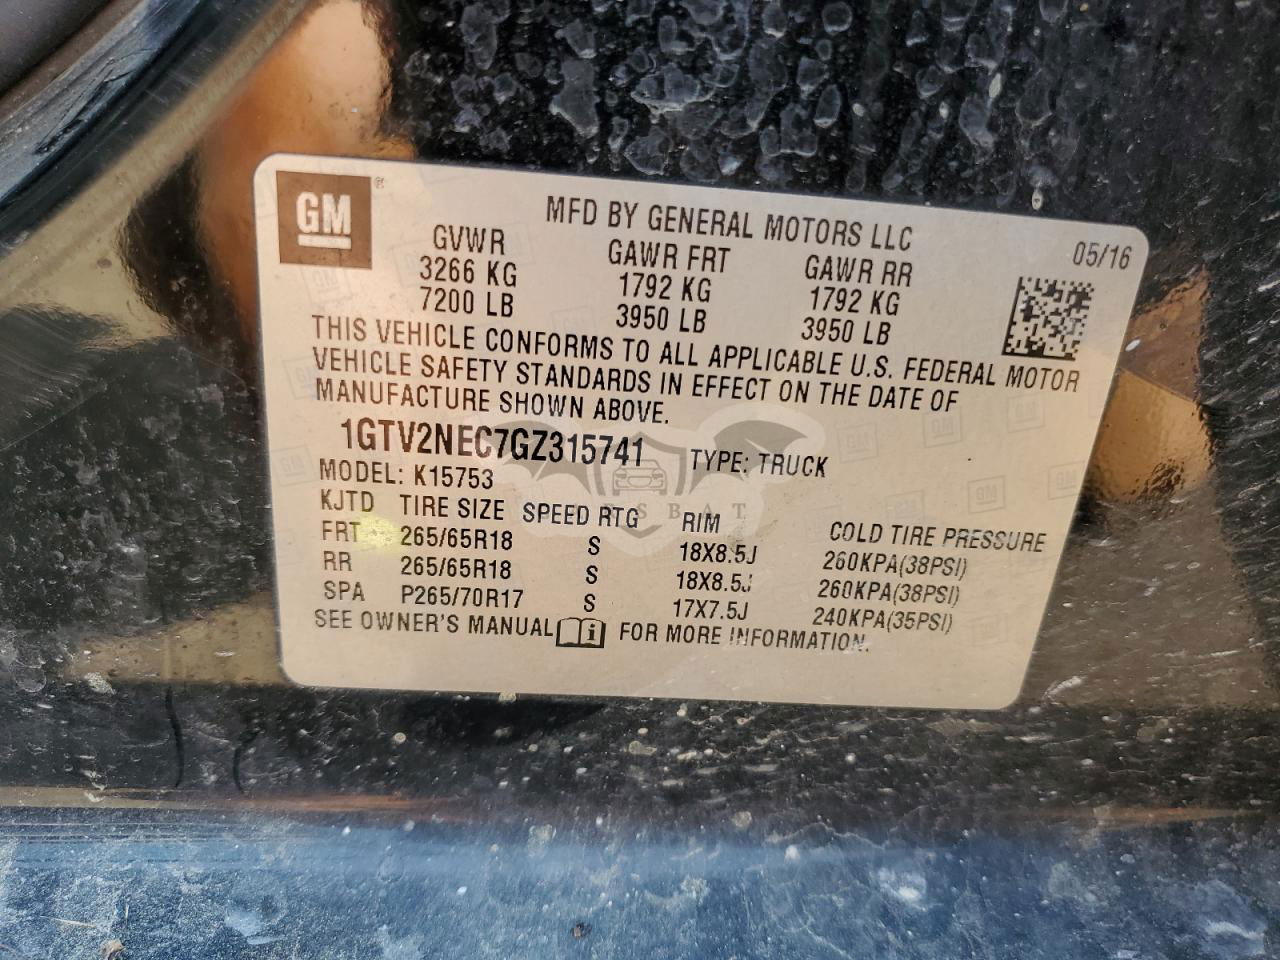 GM ®
MFD BY GENERAL MOTORS LLC
05/16
GVWR GAWR FRT GAWR RR
3266 KG 1792 KG 1792 KG
7200 LB 3950 LB 3950 LB
THIS VEHICLE CONFORMS TO ALL APPLICABLE U.S. FEDERAL MOTOR
VEHICLE SAFETY STANDARDS IN EFFECT ON THE DATE OF
MANUFACTURE SHOWN ABOVE.
1GTV2NEC7GZ315741 TYPE: TRUCK
MODEL: K15753
KJTD TIRE SIZE SPEED RTG RIM COLD TIRE PRESSURE
FRT 265/65R18 S 18X8.5J 260KPA(38PSI)
RR 265/65R18 S 18X8.5J 260KPA(38PSI)
SPA P265/70R17 S 17X7.5J 240KPA(35PSI)
SEE OWNER'S MANUAL i FOR MORE INFORMATION.